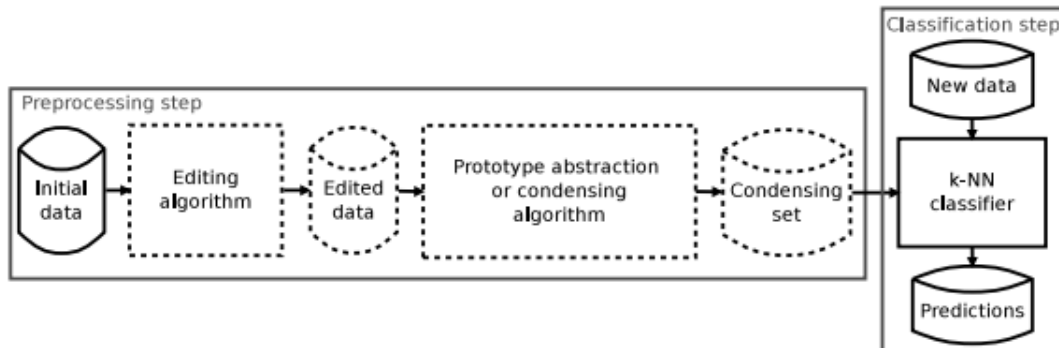 Classification step
New data
Preprocessing step
Initial
data
Editing
algorithm
Edited
data
Prototype abstraction
or condensing
algorithm
Condensing
set
k-NN
classifier
Predictions